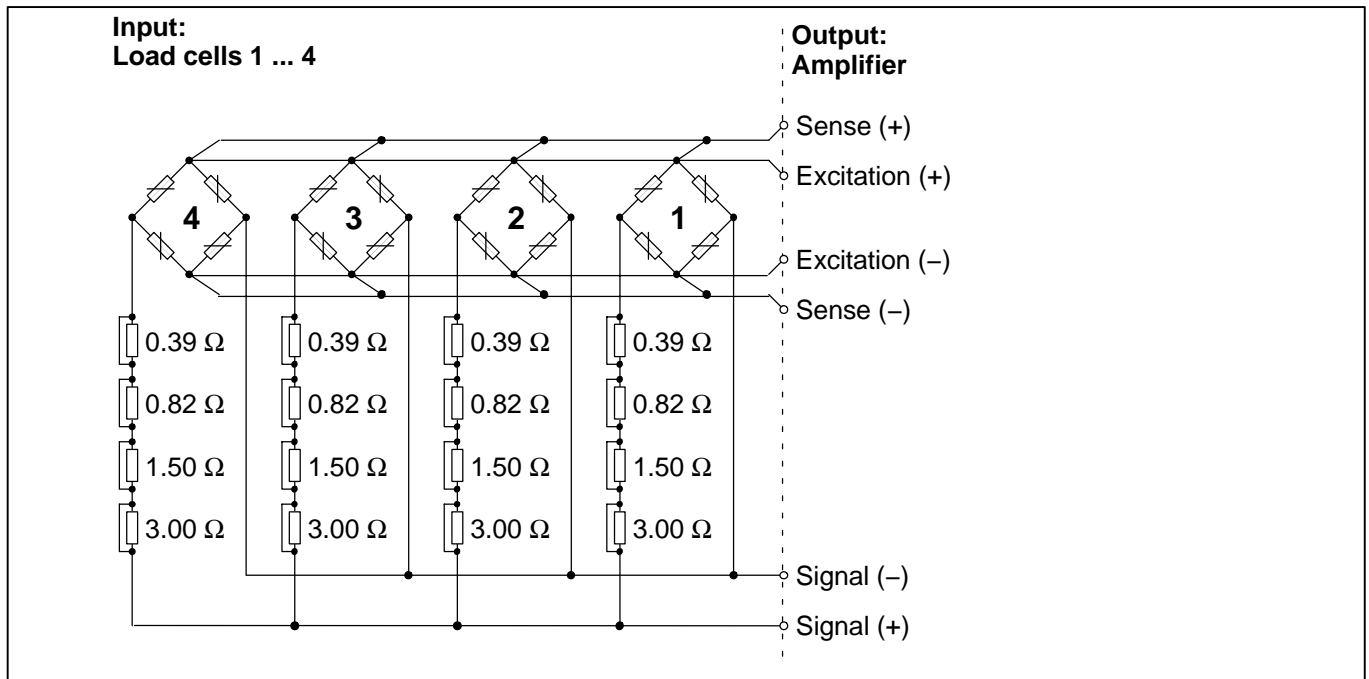 Input:
Load cells 1 ... 4
Output:
Amplifier
Sense (+)
Excitation (+)
4 3 2 1
Excitation (−)
Sense (−)
0.39 Ω 0.39 Ω 0.39 Ω 0.39 Ω
0.82 Ω 0.82 Ω 0.82 Ω 0.82 Ω
1.50 Ω 1.50 Ω 1.50 Ω 1.50 Ω
3.00 Ω 3.00 Ω 3.00 Ω 3.00 Ω
Signal (−)
Signal (+)